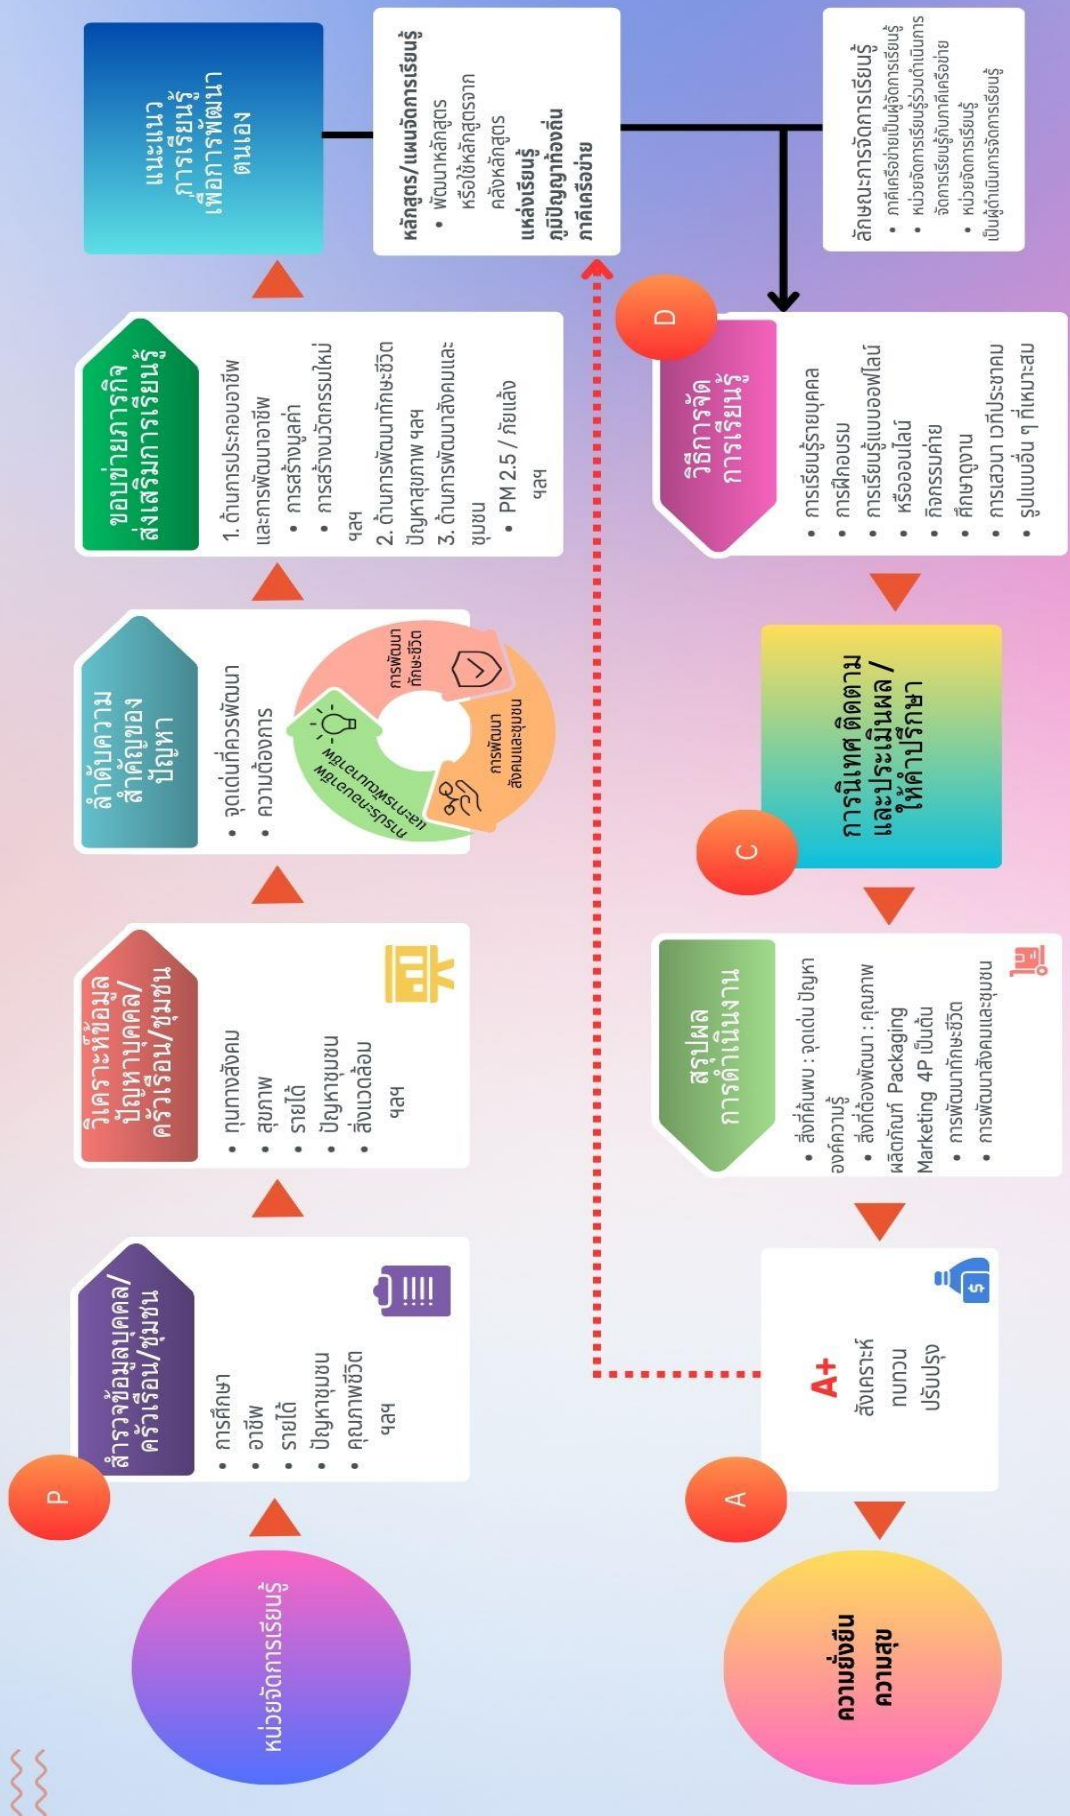 หน่วยจัดการเรียนรู้
P
สำรวจข้อมูลบุคคล/
ครัวเรือน/ชุมชน
• การศึกษา
• อาชีพ
• รายได้
• ปัญหาชุมชน
• คุณภาพชีวิต
ฯลฯ
วิเคราะห์ข้อมูล
ปัญหาบุคคล/
ครัวเรือน/ชุมชน
• ทุนทางสังคม
• สุขภาพ
• รายได้
• ปัญหาชุมชน
• สิ่งแวดล้อม
ฯลฯ
ลำดับความ
สำคัญของ
ปัญหา
• จุดเด่นที่ควรพัฒนา
• ความต้องการ
การประกอบอาชีพ
และการพัฒนาอาชีพ
การพัฒนา
ทักษะชีวิต
การพัฒนา
สังคมและชุมชน
ขอบข่ายภารกิจ
ส่งเสริมการเรียนรู้
1. ด้านการประกอบอาชีพ
และการพัฒนาอาชีพ
• การสร้างมูลค่า
• การสร้างนวัตกรรมใหม่
ฯลฯ
2. ด้านการพัฒนาทักษะชีวิต
ปัญหาสุขภาพ ฯลฯ
3. ด้านการพัฒนาสังคมและ
ชุมชน
• PM 2.5 / ภัยแล้ง
ฯลฯ
แนะแนว
การเรียนรู้
เพื่อการพัฒนา
ตนเอง
หลักสูตร/แผนจัดการเรียนรู้
• พัฒนาหลักสูตร
หรือใช้หลักสูตรจาก
คลังหลักสูตร
แหล่งเรียนรู้
ภูมิปัญญาท้องถิ่น
ภาคีเครือข่าย
ลักษณะการจัดการเรียนรู้
• ภาคีเครือข่ายเป็นผู้จัดการเรียนรู้
• หน่วยจัดการเรียนรู้ร่วมดำเนินการ
จัดการเรียนรู้กับภาคีเครือข่าย
• หน่วยจัดการเรียนรู้
เป็นผู้ดำเนินการจัดการเรียนรู้
D
วิธีการจัด
การเรียนรู้
• การเรียนรู้รายบุคคล
• การฝึกอบรม
• การเรียนรู้แบบออฟไลน์
• หรือออนไลน์
• กิจกรรมค่าย
• ศึกษาดูงาน
• การเสวนา เวทีประชาคม
• รูปแบบอื่น ๆ ที่เหมาะสม
C
การนิเทศ ติดตาม
และประเมินผล /
ให้คำปรึกษา
สรุปผล
การดำเนินงาน
• สิ่งที่ค้นพบ : จุดเด่น ปัญหา
องค์ความรู้
• สิ่งที่ต้องพัฒนา : คุณภาพ
ผลิตภัณฑ์ Packaging
Marketing 4P เป็นต้น
• การพัฒนาทักษะชีวิต
• การพัฒนาสังคมและชุมชน
A
A+
สังเคราะห์
ทบทวน
ปรับปรุง
$
ความยั่งยืน
ความสุข